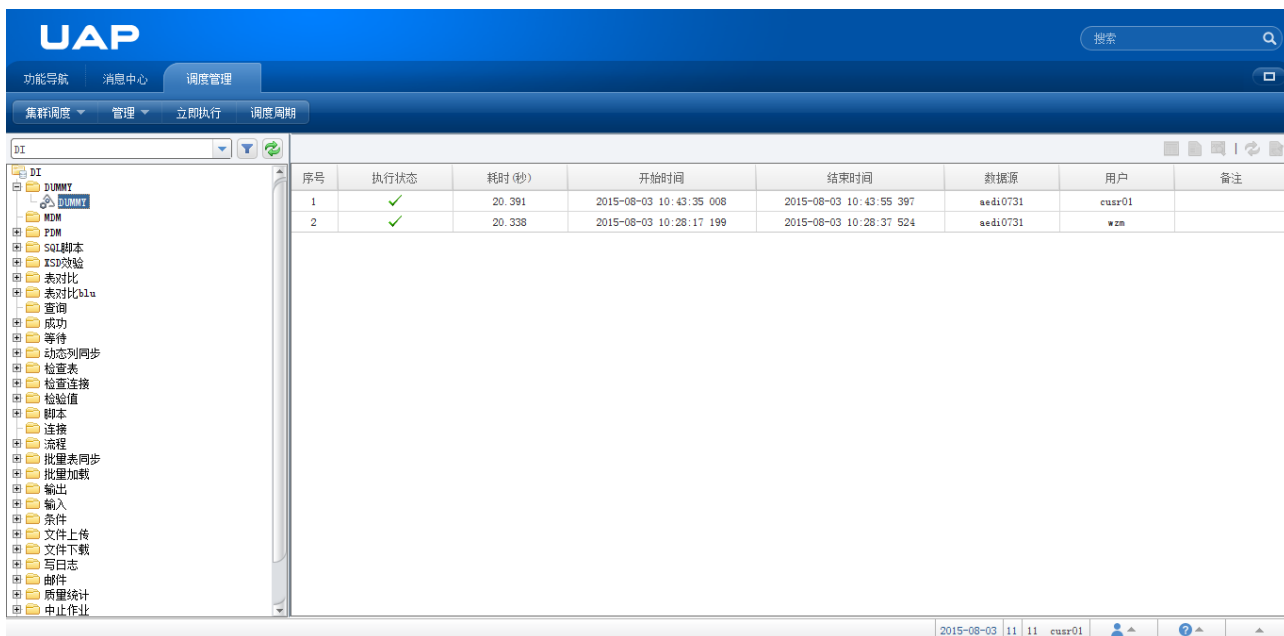 UAP
搜索
功能导航 消息中心 调度管理
集群调度 管理 立即执行 调度周期
DI
DI
DUMMY
DUMMY
MDM
PDM
SQL脚本
XSD效验
表对比
表对比blu
查询
成功
等待
动态列同步
检查表
检查连接
检验值
脚本
连接
流程
批量表同步
批量加载
输出
输入
条件
文件上传
文件下载
写日志
邮件
质量统计
中止作业
序号 执行状态 耗时(秒) 开始时间 结束时间 数据源 用户 备注
1 20.391 2015-08-03 10:43:35 008 2015-08-03 10:43:55 397 aedi0731 cusr01
2 20.338 2015-08-03 10:28:17 199 2015-08-03 10:28:37 524 aedi0731 wzm
2015-08-03 11 11 cusr01